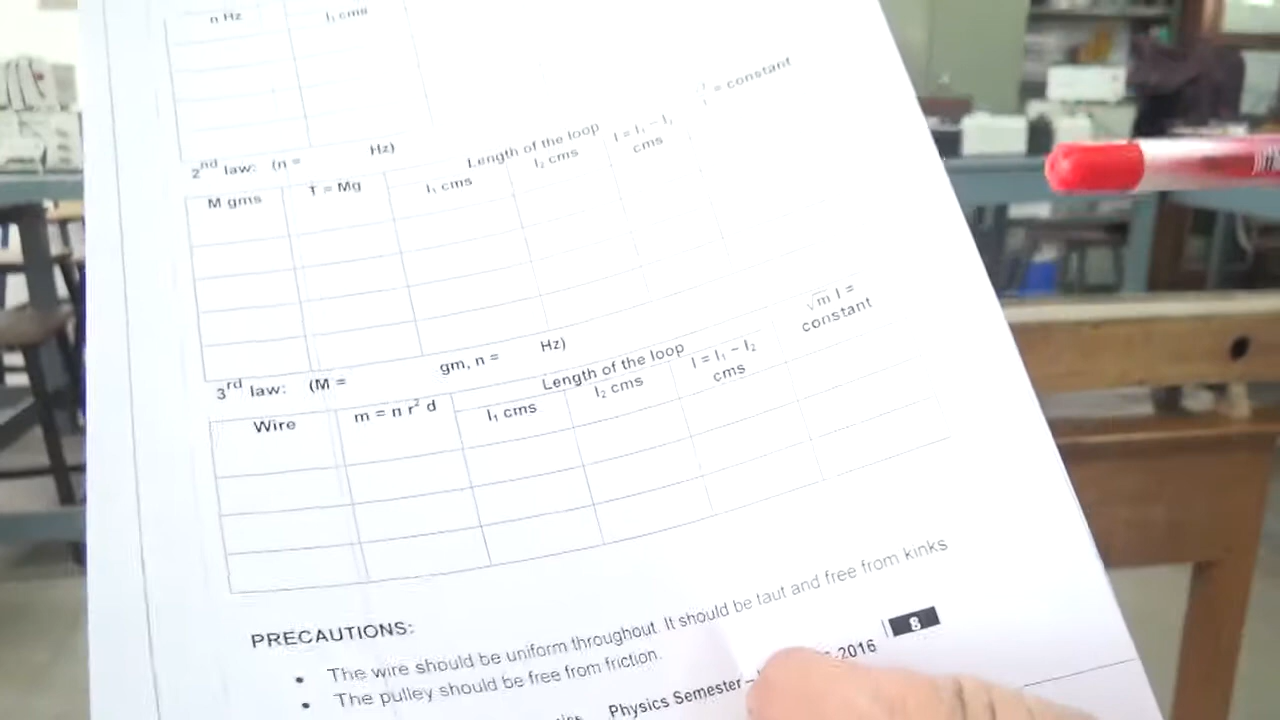 n Hz l₁ cms
2nd law: (n = Hz)
Length of the loop
M gms T = Mg l₁ cms l₂ cms l = l₁ – l₂ cms = constant
3rd law: (M = gm, n = Hz)
Length of the loop
Wire m = п r² d l₁ cms l₂ cms l = l₁ – l₂ cms √m l = constant
PRECAUTIONS:
• The wire should be uniform throughout. It should be taut and free from kinks
• The pulley should be free from friction.
Physics Semester – -2016 | 8